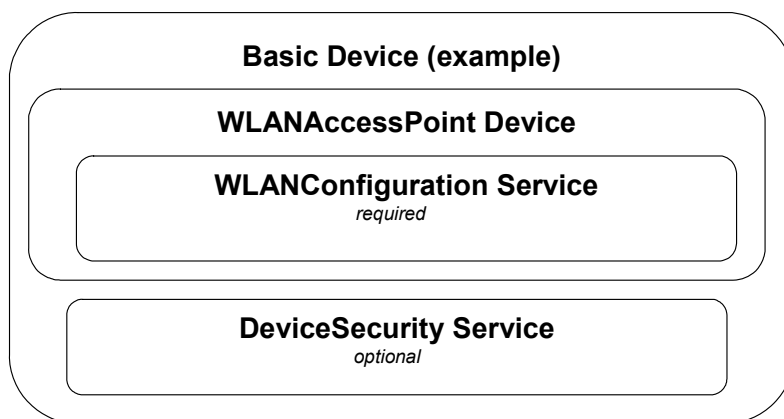 Basic Device (example)
WLANAccessPoint Device
WLANConfiguration Service
required
DeviceSecurity Service
optional